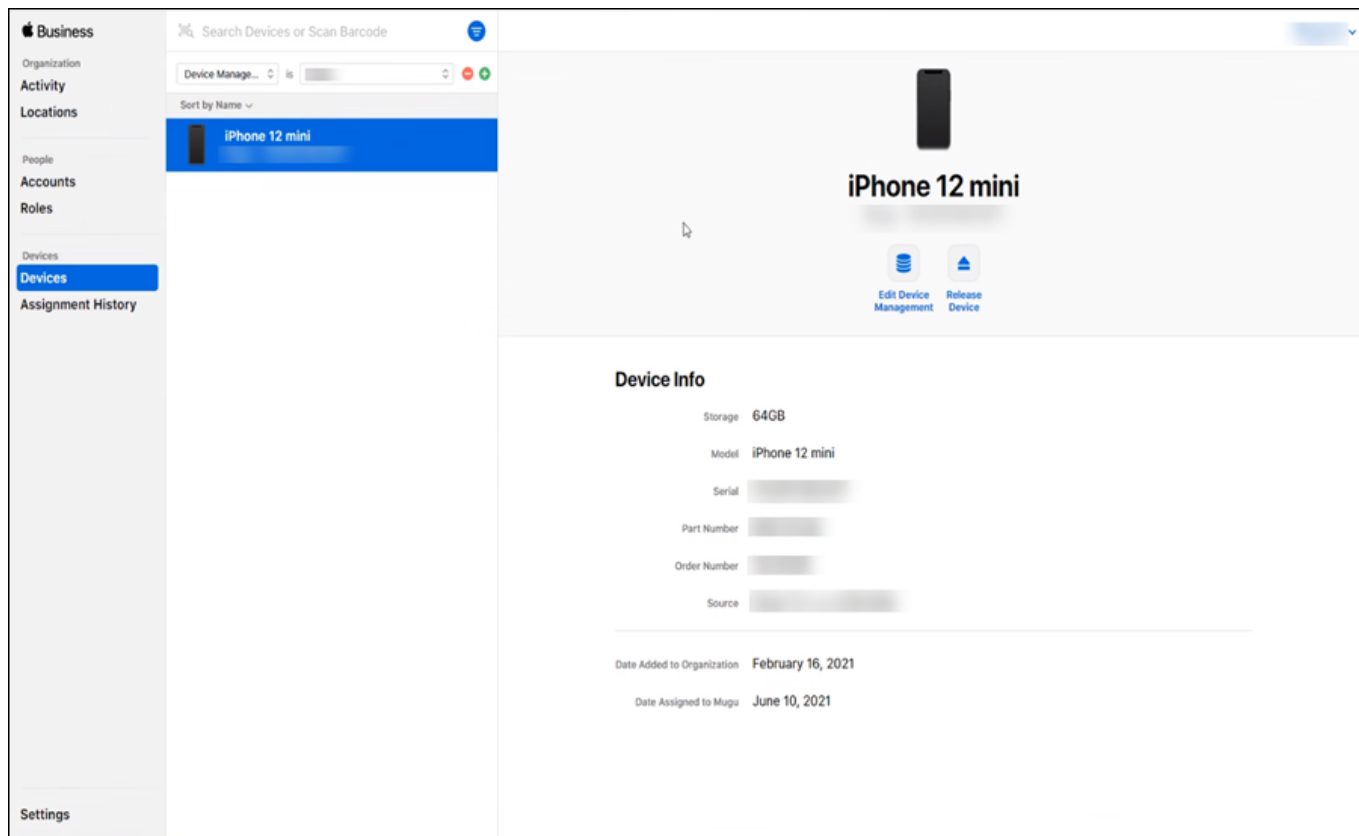 Business
Organization
Activity
Locations
People
Accounts
Roles
Devices
Devices
Assignment History
Settings
Search Devices or Scan Barcode
Device Manage... is
Sort by Name
iPhone 12 mini
iPhone 12 mini
Edit Device Management
Release Device
Device Info
Storage 64GB
Model iPhone 12 mini
Serial
Part Number
Order Number
Source
Date Added to Organization February 16, 2021
Date Assigned to Mugu June 10, 2021